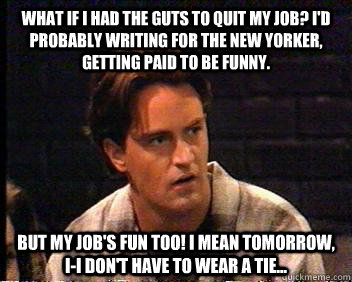 WHAT IF I HAD THE GUTS TO QUIT MY JOB? I'D
PROBABLY WRITING FOR THE NEW YORKER,
GETTING PAID TO BE FUNNY.
BUT MY JOB'S FUN TOO! I MEAN TOMORROW,
I-I DON'T HAVE TO WEAR A TIE...
quickmeme.com